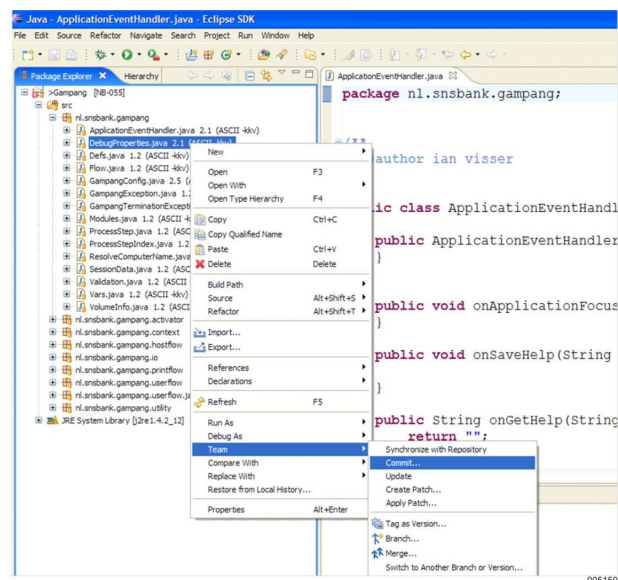 Java - ApplicationEventHandler.java - Eclipse SDK
File Edit Source Refactor Navigate Search Project Run Window Help
Package Explorer Hierarchy
ApplicationEventHandler.java
>Gampang [NB-055]
src
nl.snsbank.gampang
ApplicationEventHandler.java 2.1 (ASCII -kkv)
DebugProperties.java 2.1 (ASCII -kkv)
Defs.java 1.2 (ASCII -kkv)
Flow.java 1.2 (ASCII -kkv)
GampangConfig.java 2.5 (
GampangException.java 1.
GampangTerminationExcepti
Modules.java 1.2 (ASCII -k
ProcessStep.java 1.2 (ASC
ProcessStepIndex.java 1.2
ResolveComputerName.java
SessionData.java 1.2 (ASC
Validation.java 1.2 (ASCII
Vars.java 1.2 (ASCII -kkv)
VolumeInfo.java 1.2 (ASCI
nl.snsbank.gampang.activator
nl.snsbank.gampang.context
nl.snsbank.gampang.hostflow
nl.snsbank.gampang.io
nl.snsbank.gampang.printflow
nl.snsbank.gampang.userflow
nl.snsbank.gampang.userflow.ja
nl.snsbank.gampang.utility
JRE System Library [j2re1.4.2_12]
New
Open F3
Open With
Open Type Hierarchy F4
Copy Ctrl+C
Copy Qualified Name
Paste Ctrl+V
Delete Delete
Build Path
Source Alt+Shift+S
Refactor Alt+Shift+T
Import...
Export...
References
Declarations
Refresh F5
Run As
Debug As
Team
Compare With
Replace With
Restore from Local History...
Properties Alt+Enter
Synchronize with Repository
Commit...
Update
Create Patch...
Apply Patch...
Tag as Version...
Branch...
Merge...
Switch to Another Branch or Version...
package nl.snsbank.gampang;
/**
author ian visser
ic class ApplicationEventHandl
public ApplicationEventHandler
}
public void onApplicationFocus
}
public void onSaveHelp(String
}
public String onGetHelp(String
return "";